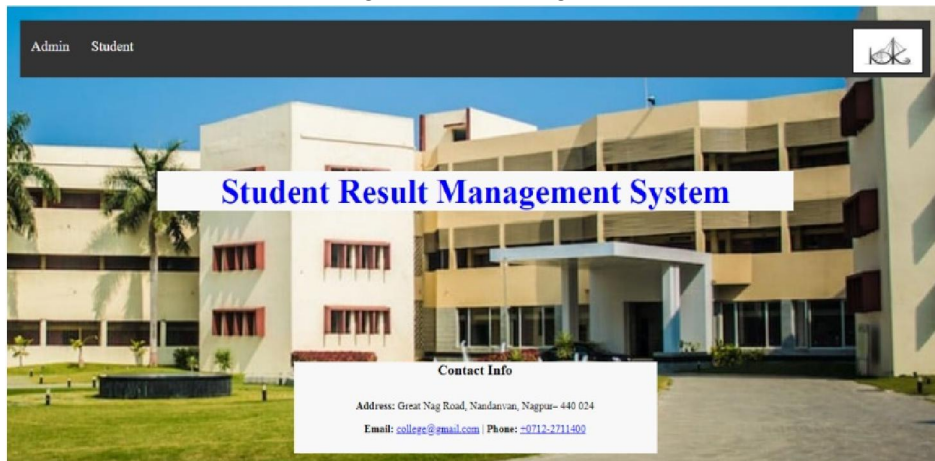 Admin Student
KDK
Student Result Management System
Contact Info
Address: Great Nag Road, Nandanvan, Nagpur– 440 024
Email: college@gmail.com | Phone: +0712-2711400